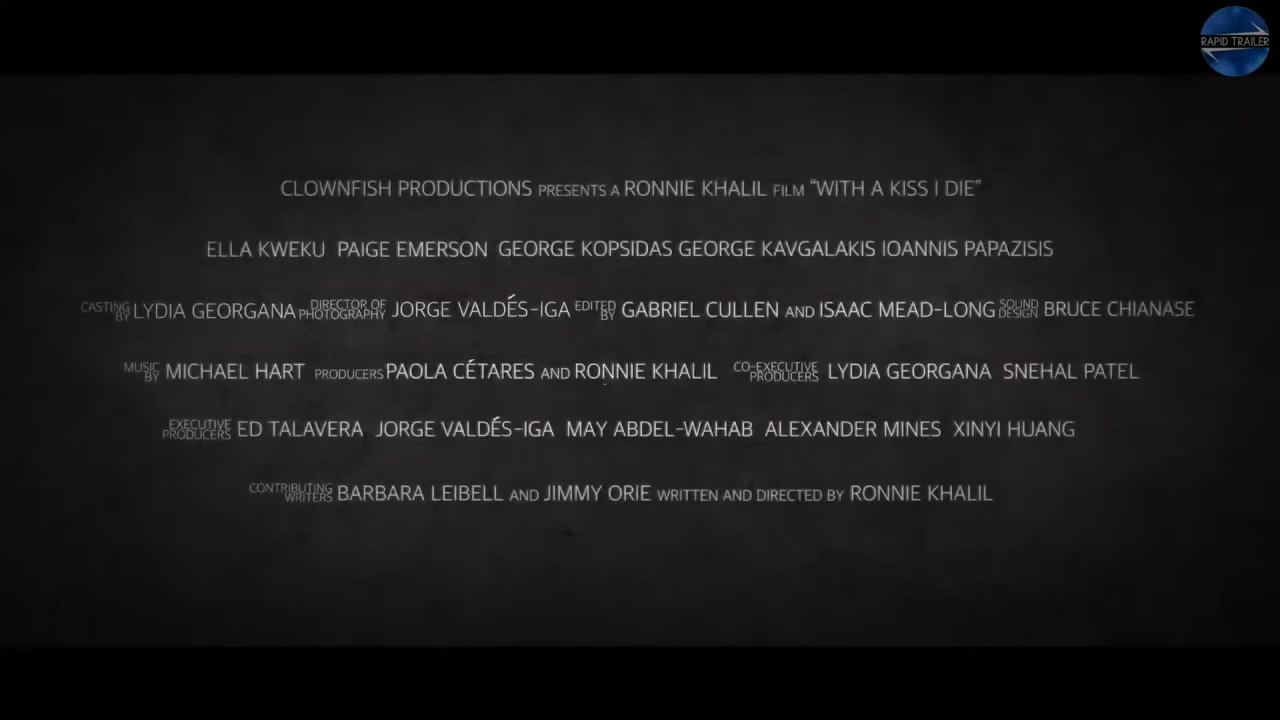 RAPID TRAILER
CLOWNFISH PRODUCTIONS PRESENTS A RONNIE KHALIL FILM “WITH A KISS I DIE”
ELLA KWEKU PAIGE EMERSON GEORGE KOPSIDAS GEORGE KAVGALAKIS IOANNIS PAPAZISIS
CASTING BY LYDIA GEORGANA DIRECTOR OF PHOTOGRAPHY JORGE VALDÉS-IGA EDITED BY GABRIEL CULLEN AND ISAAC MEAD-LONG SOUND DESIGN BRUCE CHIANASE
MUSIC BY MICHAEL HART PRODUCERS PAOLA CÉTARES AND RONNIE KHALIL CO-EXECUTIVE PRODUCERS LYDIA GEORGANA SNEHAL PATEL
EXECUTIVE PRODUCERS ED TALAVERA JORGE VALDÉS-IGA MAY ABDEL-WAHAB ALEXANDER MINES XINYI HUANG
CONTRIBUTING WRITERS BARBARA LEIBELL AND JIMMY ORIE WRITTEN AND DIRECTED BY RONNIE KHALIL